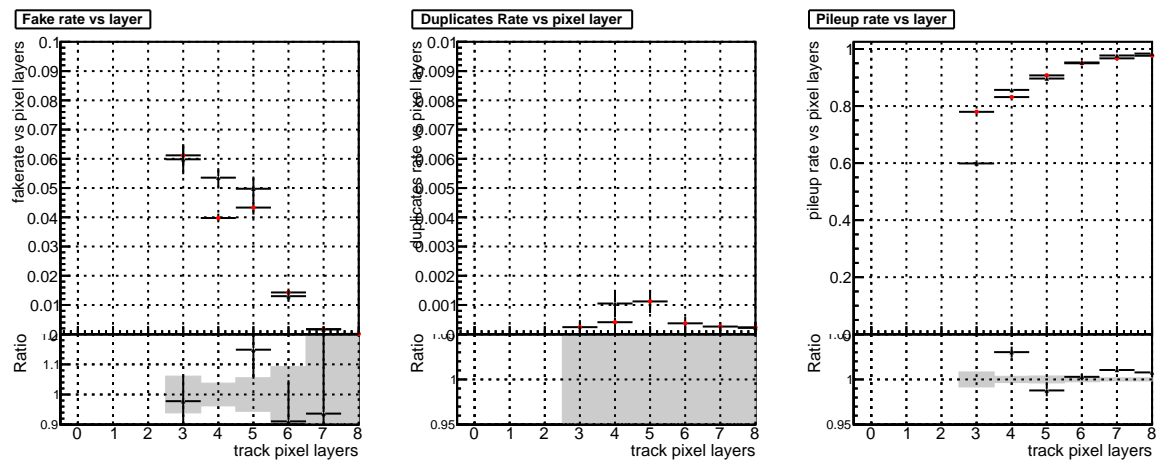 Fake rate vs layer
fakerate vs pixel layers
0.1
0.09
0.08
0.07
0.06
0.05
0.04
0.03
0.02
0.01
0
Ratio
1.1
1
0.9
0 1 2 3 4 5 6 7 8
track pixel layers
Duplicates Rate vs pixel layer
duplicates rate vs pixel layers
0.01
0.009
0.008
0.007
0.006
0.005
0.004
0.003
0.002
0.001
0
Ratio
1
0.95
0 1 2 3 4 5 6 7 8
track pixel layers
Pileup rate vs layer
pileup rate vs pixel layers
1
0.8
0.6
0.4
0.2
0
Ratio
1
0.95
0 1 2 3 4 5 6 7 8
track pixel layers